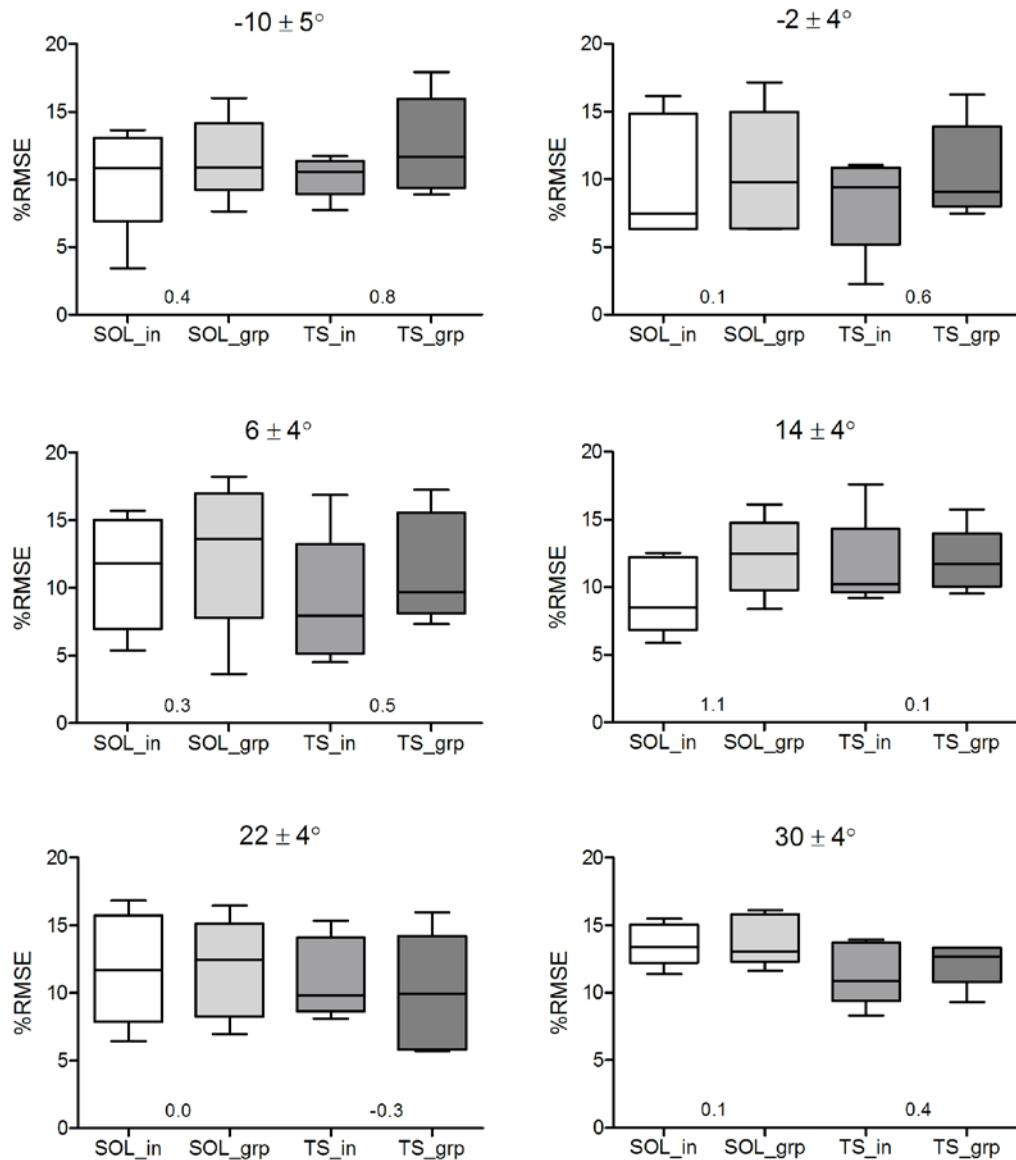 -10 ± 5°
%RMSE
20
15
10
5
0
0.4 0.8
SOL_in SOL_grp TS_in TS_grp
-2 ± 4°
%RMSE
20
15
10
5
0
0.1 0.6
SOL_in SOL_grp TS_in TS_grp
6 ± 4°
%RMSE
20
15
10
5
0
0.3 0.5
SOL_in SOL_grp TS_in TS_grp
14 ± 4°
%RMSE
20
15
10
5
0
1.1 0.1
SOL_in SOL_grp TS_in TS_grp
22 ± 4°
%RMSE
20
15
10
5
0
0.0 -0.3
SOL_in SOL_grp TS_in TS_grp
30 ± 4°
%RMSE
20
15
10
5
0
0.1 0.4
SOL_in SOL_grp TS_in TS_grp